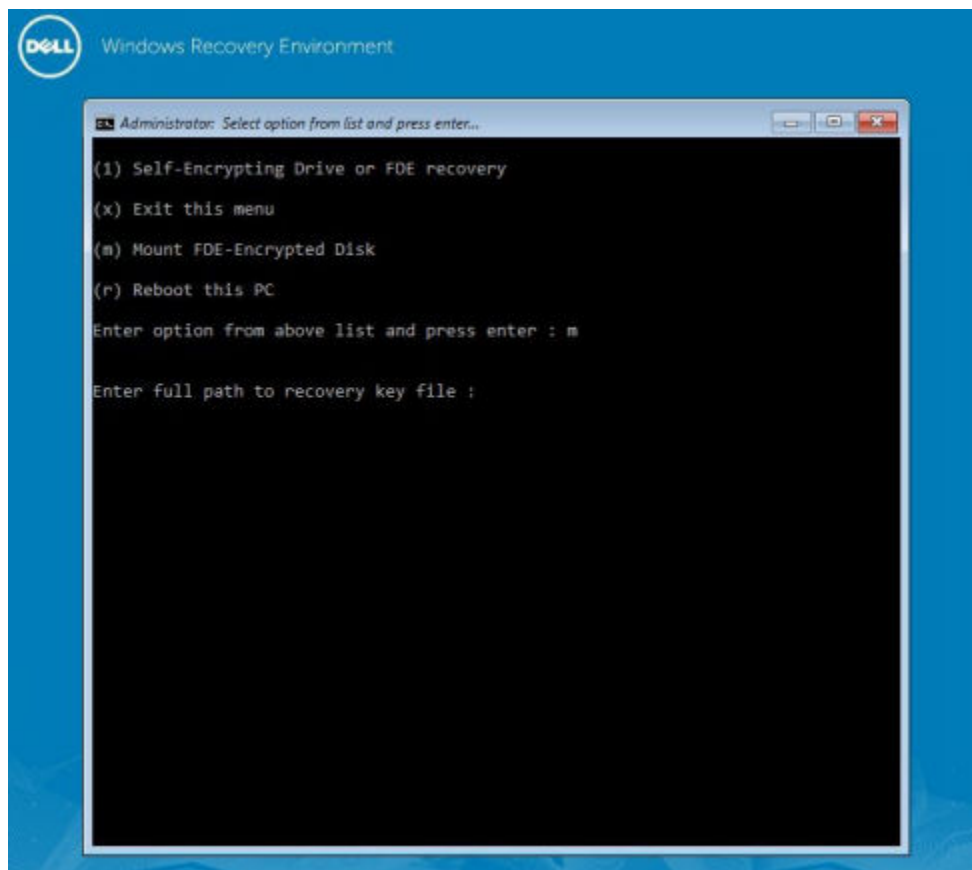 DELL
Windows Recovery Environment
Administrator: Select option from list and press enter...
(1) Self-Encrypting Drive or FDE recovery
(x) Exit this menu
(m) Mount FDE-Encrypted Disk
(r) Reboot this PC
Enter option from above list and press enter : m
Enter full path to recovery key file :